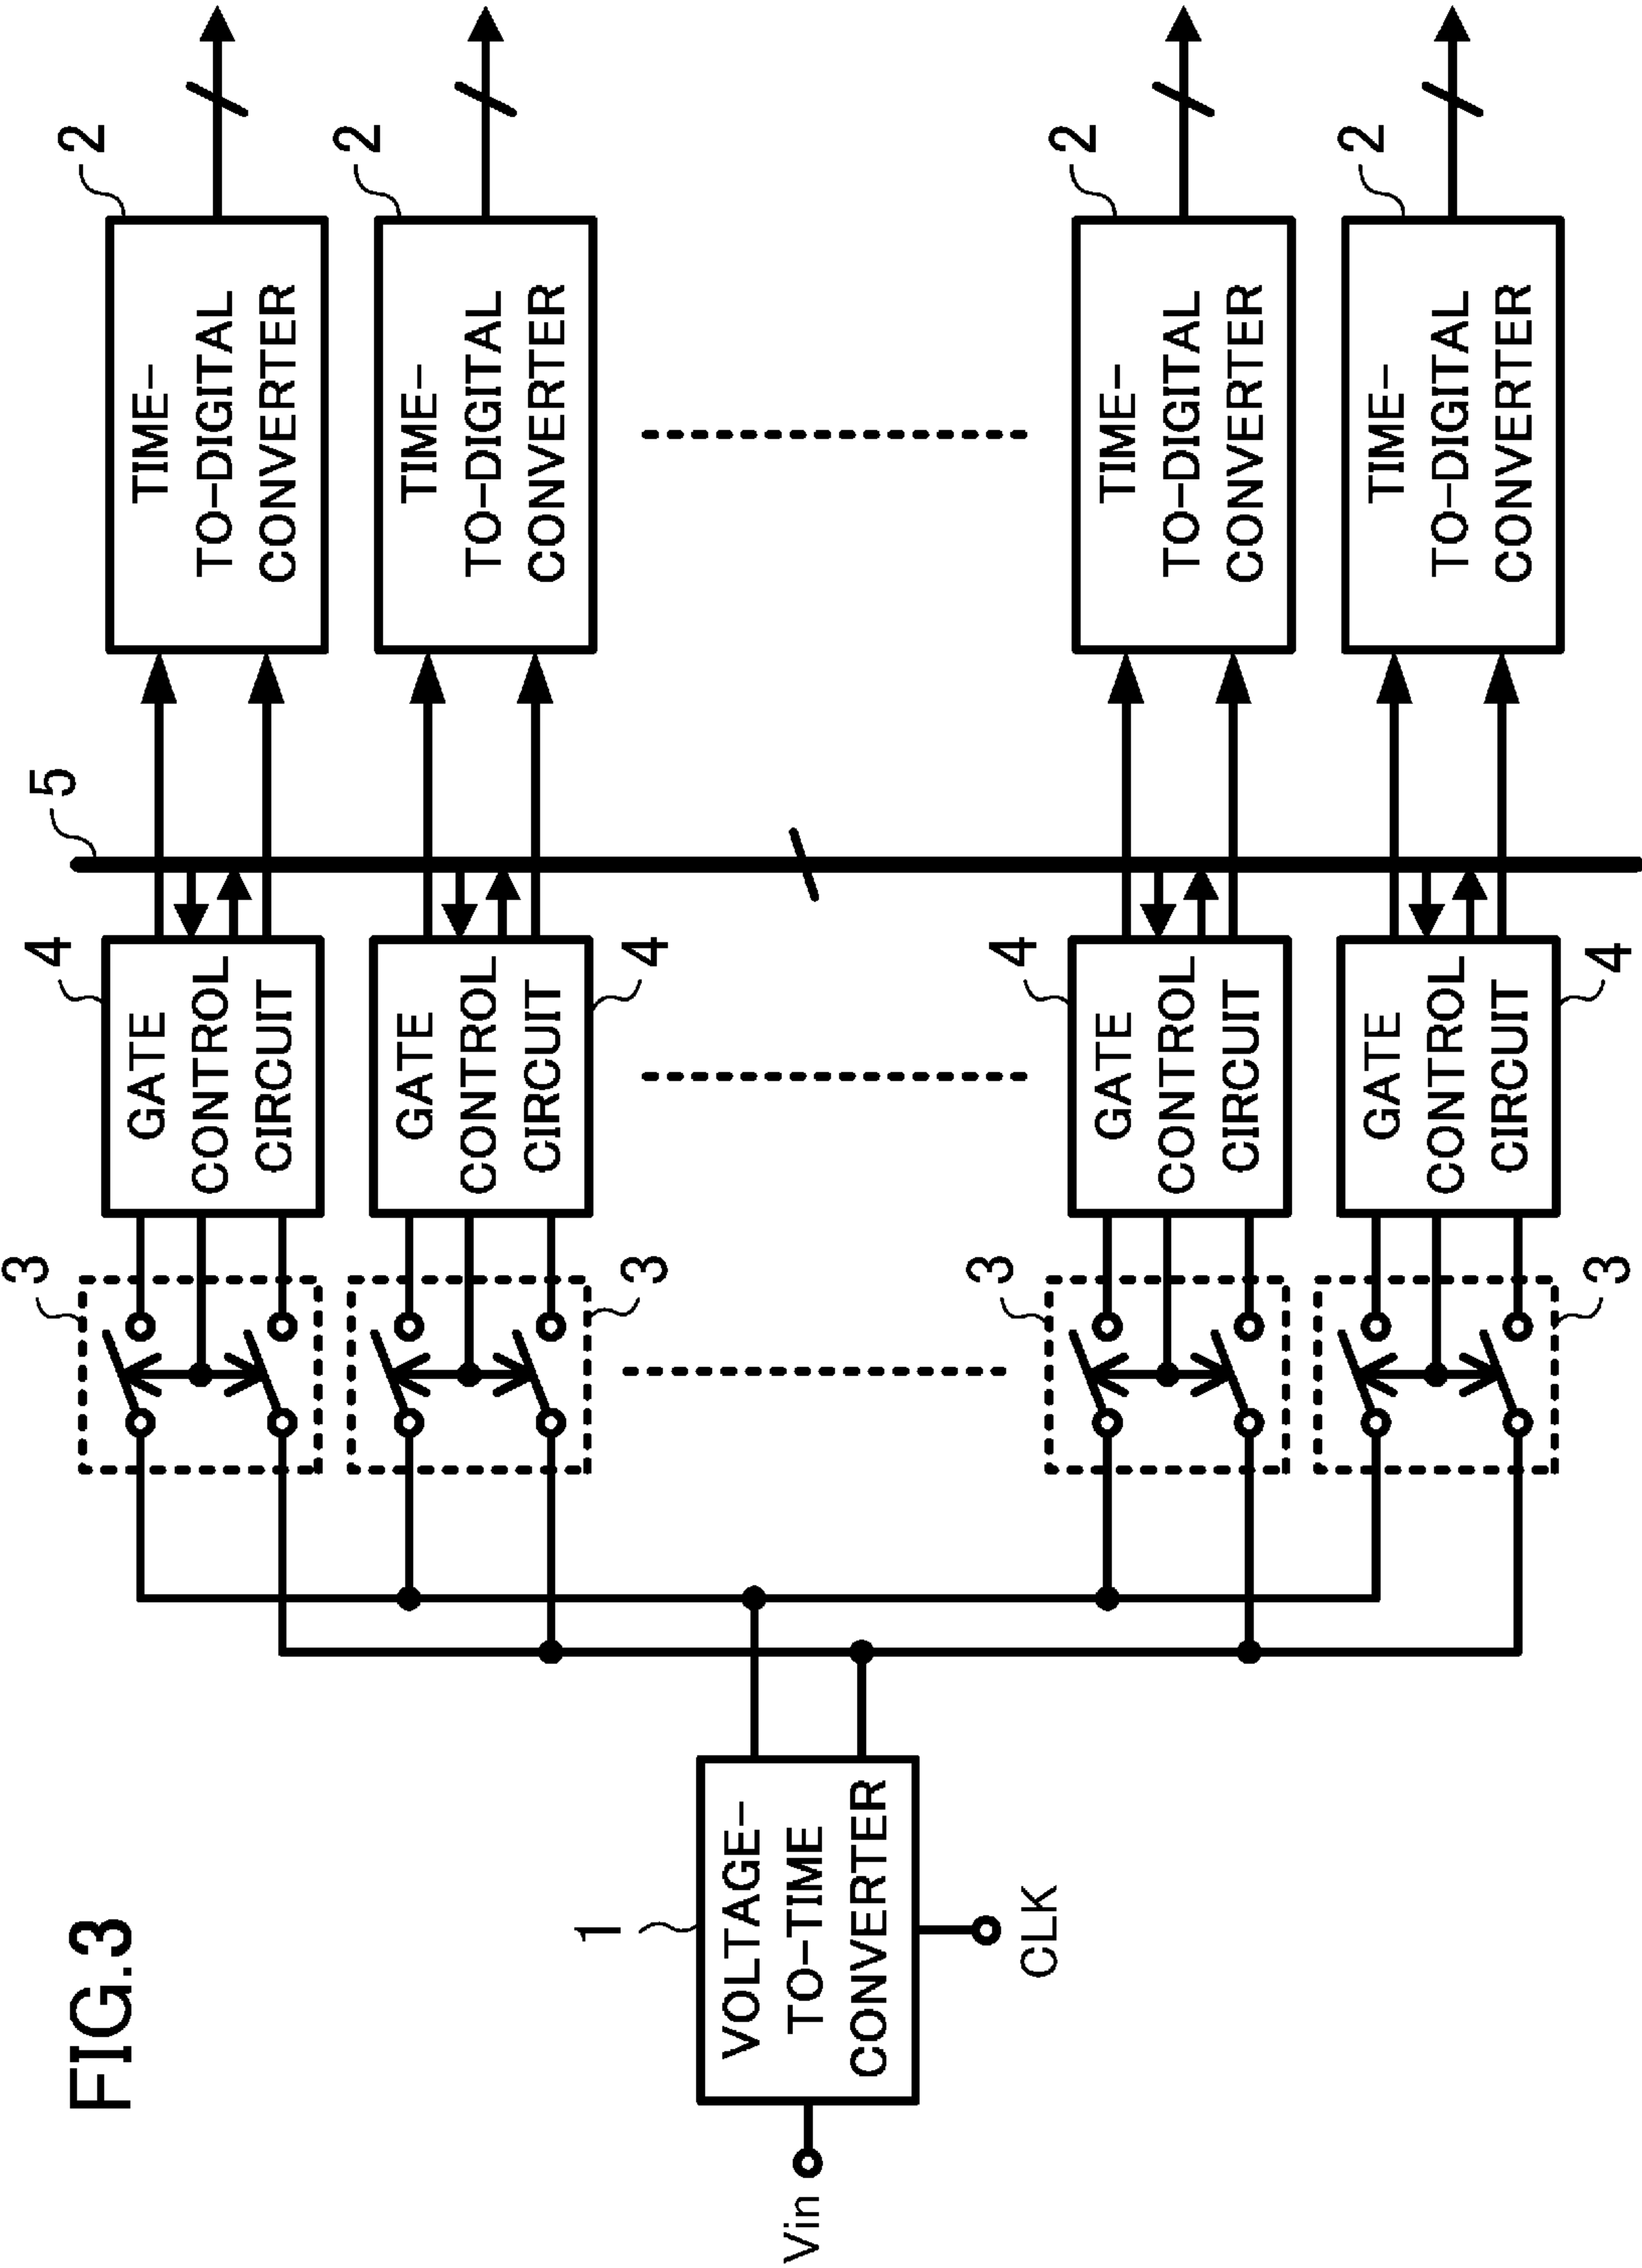 FIG.3
Vin
1
VOLTAGE-
TO-TIME
CONVERTER
CLK
3
3
3
3
4
GATE
CONTROL
CIRCUIT
4
GATE
CONTROL
CIRCUIT
4
GATE
CONTROL
CIRCUIT
4
GATE
CONTROL
CIRCUIT
5
2
TIME-
TO-DIGITAL
CONVERTER
2
TIME-
TO-DIGITAL
CONVERTER
2
TIME-
TO-DIGITAL
CONVERTER
2
TIME-
TO-DIGITAL
CONVERTER